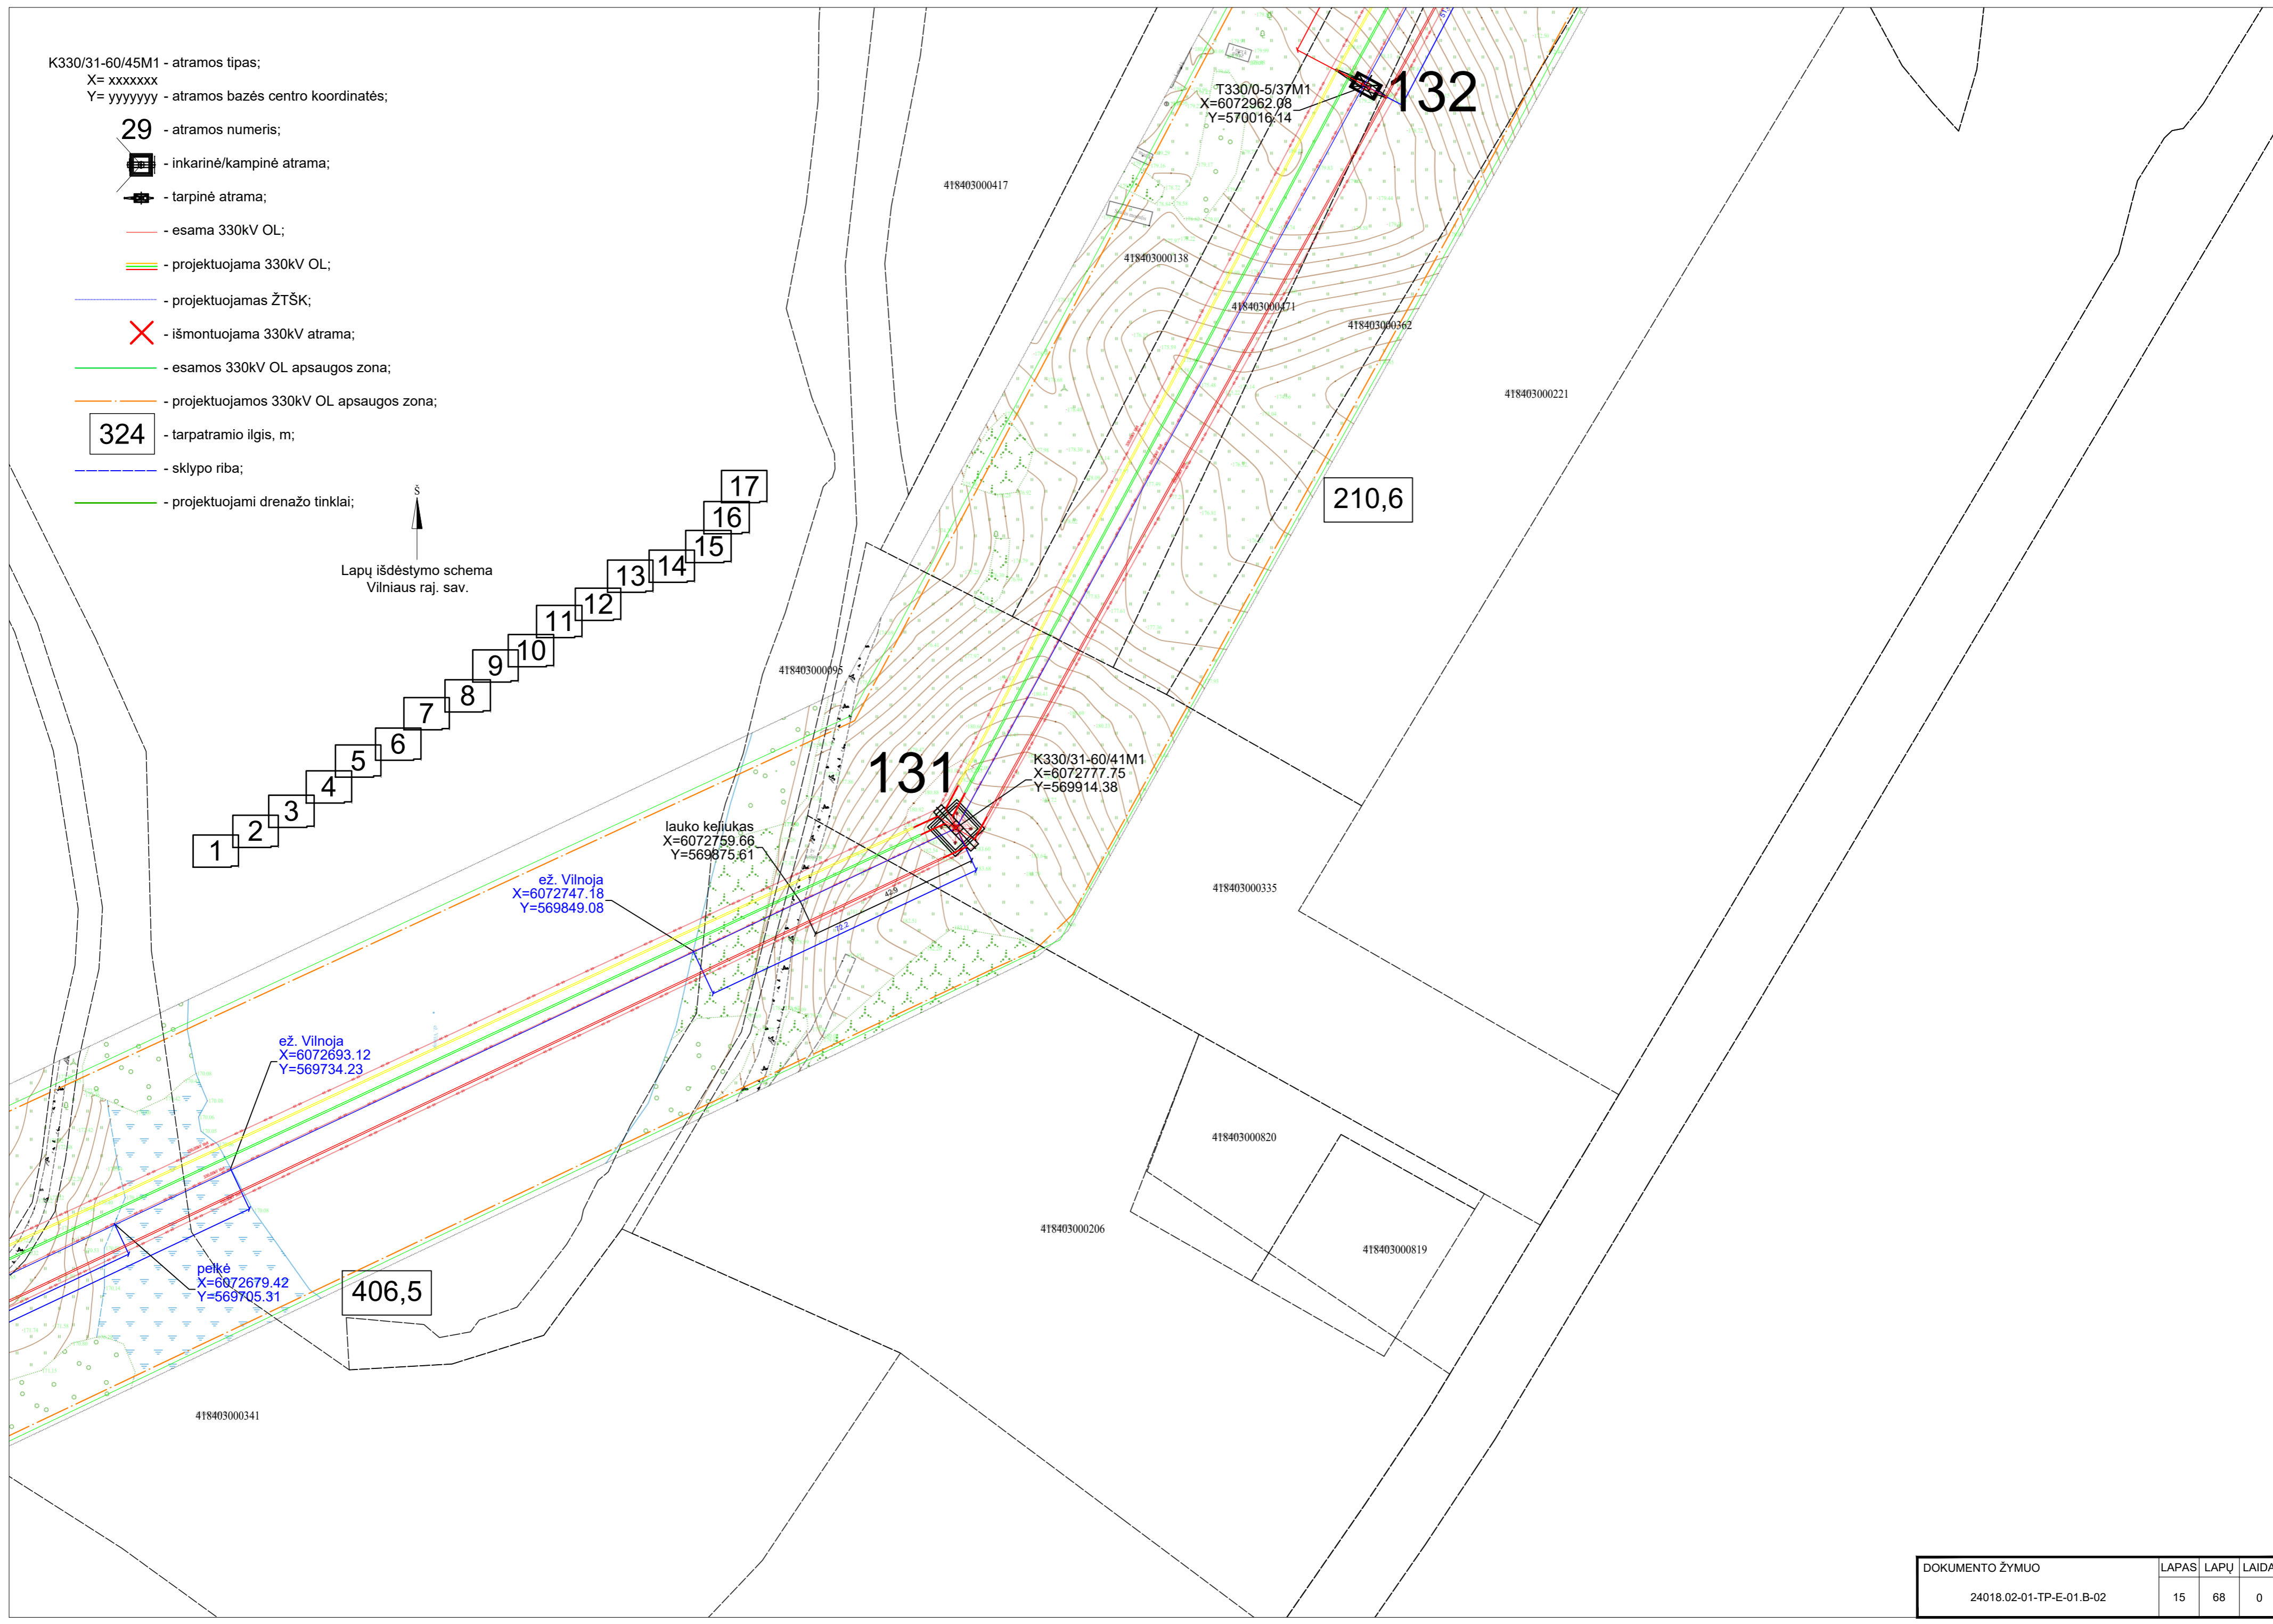 K330/31-60/45M1 - atramos tipas;
X= xxxxxxx
Y= yyyyyyy - atramos bazės centro koordinatės;
29 - atramos numeris;
- inkarinė/kampinė atrama;
- tarpinė atrama;
- esama 330kV OL;
- projektuojama 330kV OL;
- projektuojamas ŽTŠK;
- išmontuojama 330kV atrama;
- esamos 330kV OL apsaugos zona;
- projektuojamos 330kV OL apsaugos zona;
324 - tarpatramio ilgis, m;
- sklypo riba;
- projektuojami drenažo tinklai;
Š
Lapų išdėstymo schema
Vilniaus raj. sav.
1
2
3
4
5
6
7
8
9
10
11
12
13
14
15
16
17
132
T330/0-5/37M1
X=6072962.08
Y=570016.14
418403000417
418403000138
418403000471
418403000362
418403000221
210,6
418403000095
131
K330/31-60/41M1
X=6072777.75
Y=569914.38
lauko keliukas
X=6072759.66
Y=569875.61
ež. Vilnoja
X=6072747.18
Y=569849.08
72.2
418403000335
ež. Vilnoja
X=6072693.12
Y=569734.23
418403000820
418403000206
418403000819
pelkė
X=6072679.42
Y=569705.31
406,5
418403000341
DOKUMENTO ŽYMUO LAPAS LAPŲ LAIDA
24018.02-01-TP-E-01.B-02 15 68 0